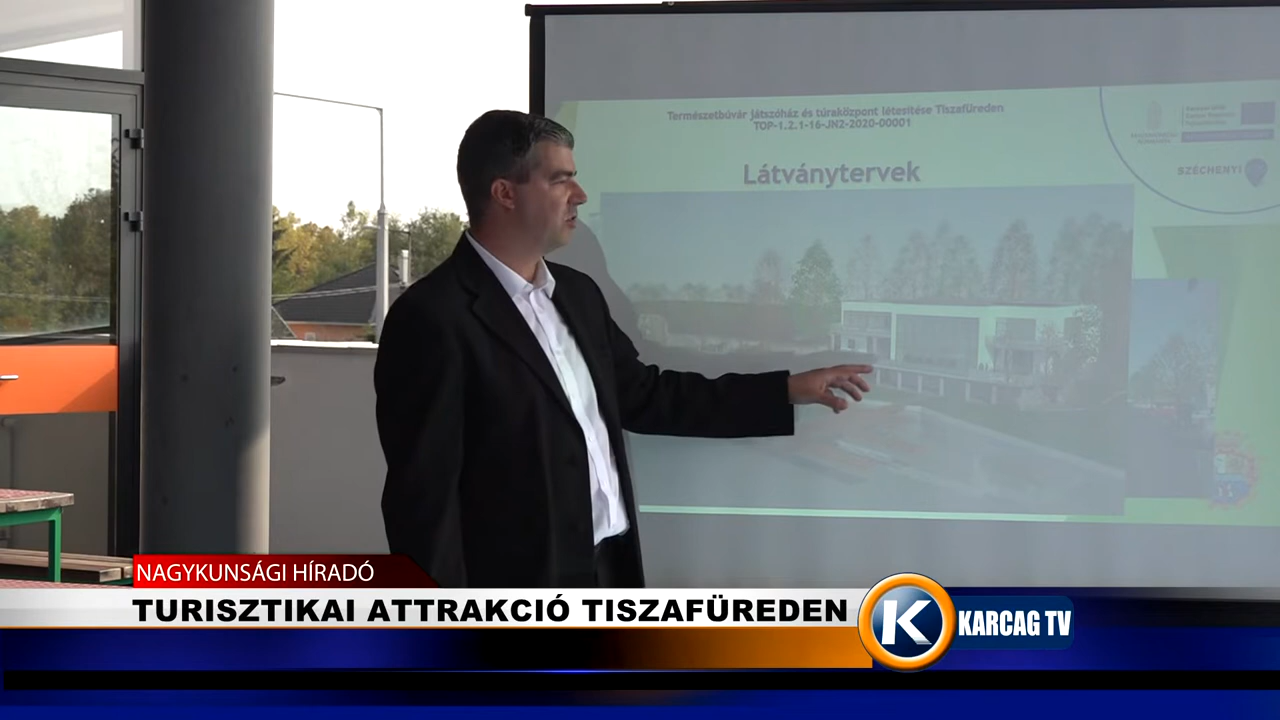 Természetbúvár Játszóház és túraközpont létesítése Tiszafüreden
TOP-1.2.1-16-JN2-2020-00001
Látványtervek
SZÉCHENYI
NAGYKUNSÁGI HÍRADÓ
TURISZTIKAI ATTRAKCIÓ TISZAFÜREDEN
K
KARCAG TV